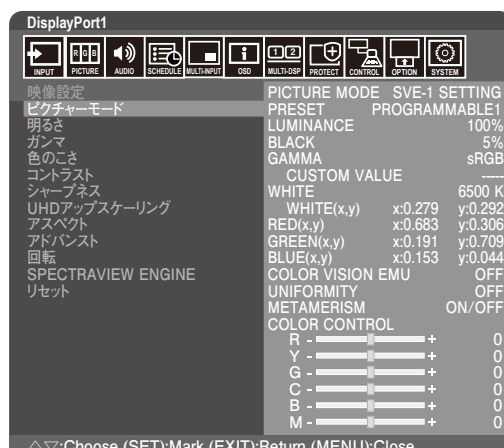 DisplayPort1
INPUT RGB PICTURE AUDIO SCHEDULE MULTI-INPUT OSD 1 2 MULTI-DSP PROTECT CONTROL OPTION SYSTEM
映像設定
ピクチャーモード
明るさ
ガンマ
色のこさ
コントラスト
シャープネス
UHDアップスケーリング
アスペクト
アドバンスト
回転
SPECTRAVIEW ENGINE
リセット
PICTURE MODE SVE-1 SETTING
PRESET PROGRAMMABLE1
LUMINANCE 100%
BLACK 5%
GAMMA sRGB
CUSTOM VALUE -----
WHITE 6500 K
WHITE(x,y) x:0.279 y:0.292
RED(x,y) x:0.683 y:0.306
GREEN(x,y) x:0.191 y:0.709
BLUE(x,y) x:0.153 y:0.044
COLOR VISION EMU OFF
UNIFORMITY OFF
METAMERISM ON/OFF
COLOR CONTROL
R - + 0
Y - + 0
G - + 0
C - + 0
B - + 0
M - + 0
△▽:Choose (SET):Mark (EXIT):Return (MENU):Close